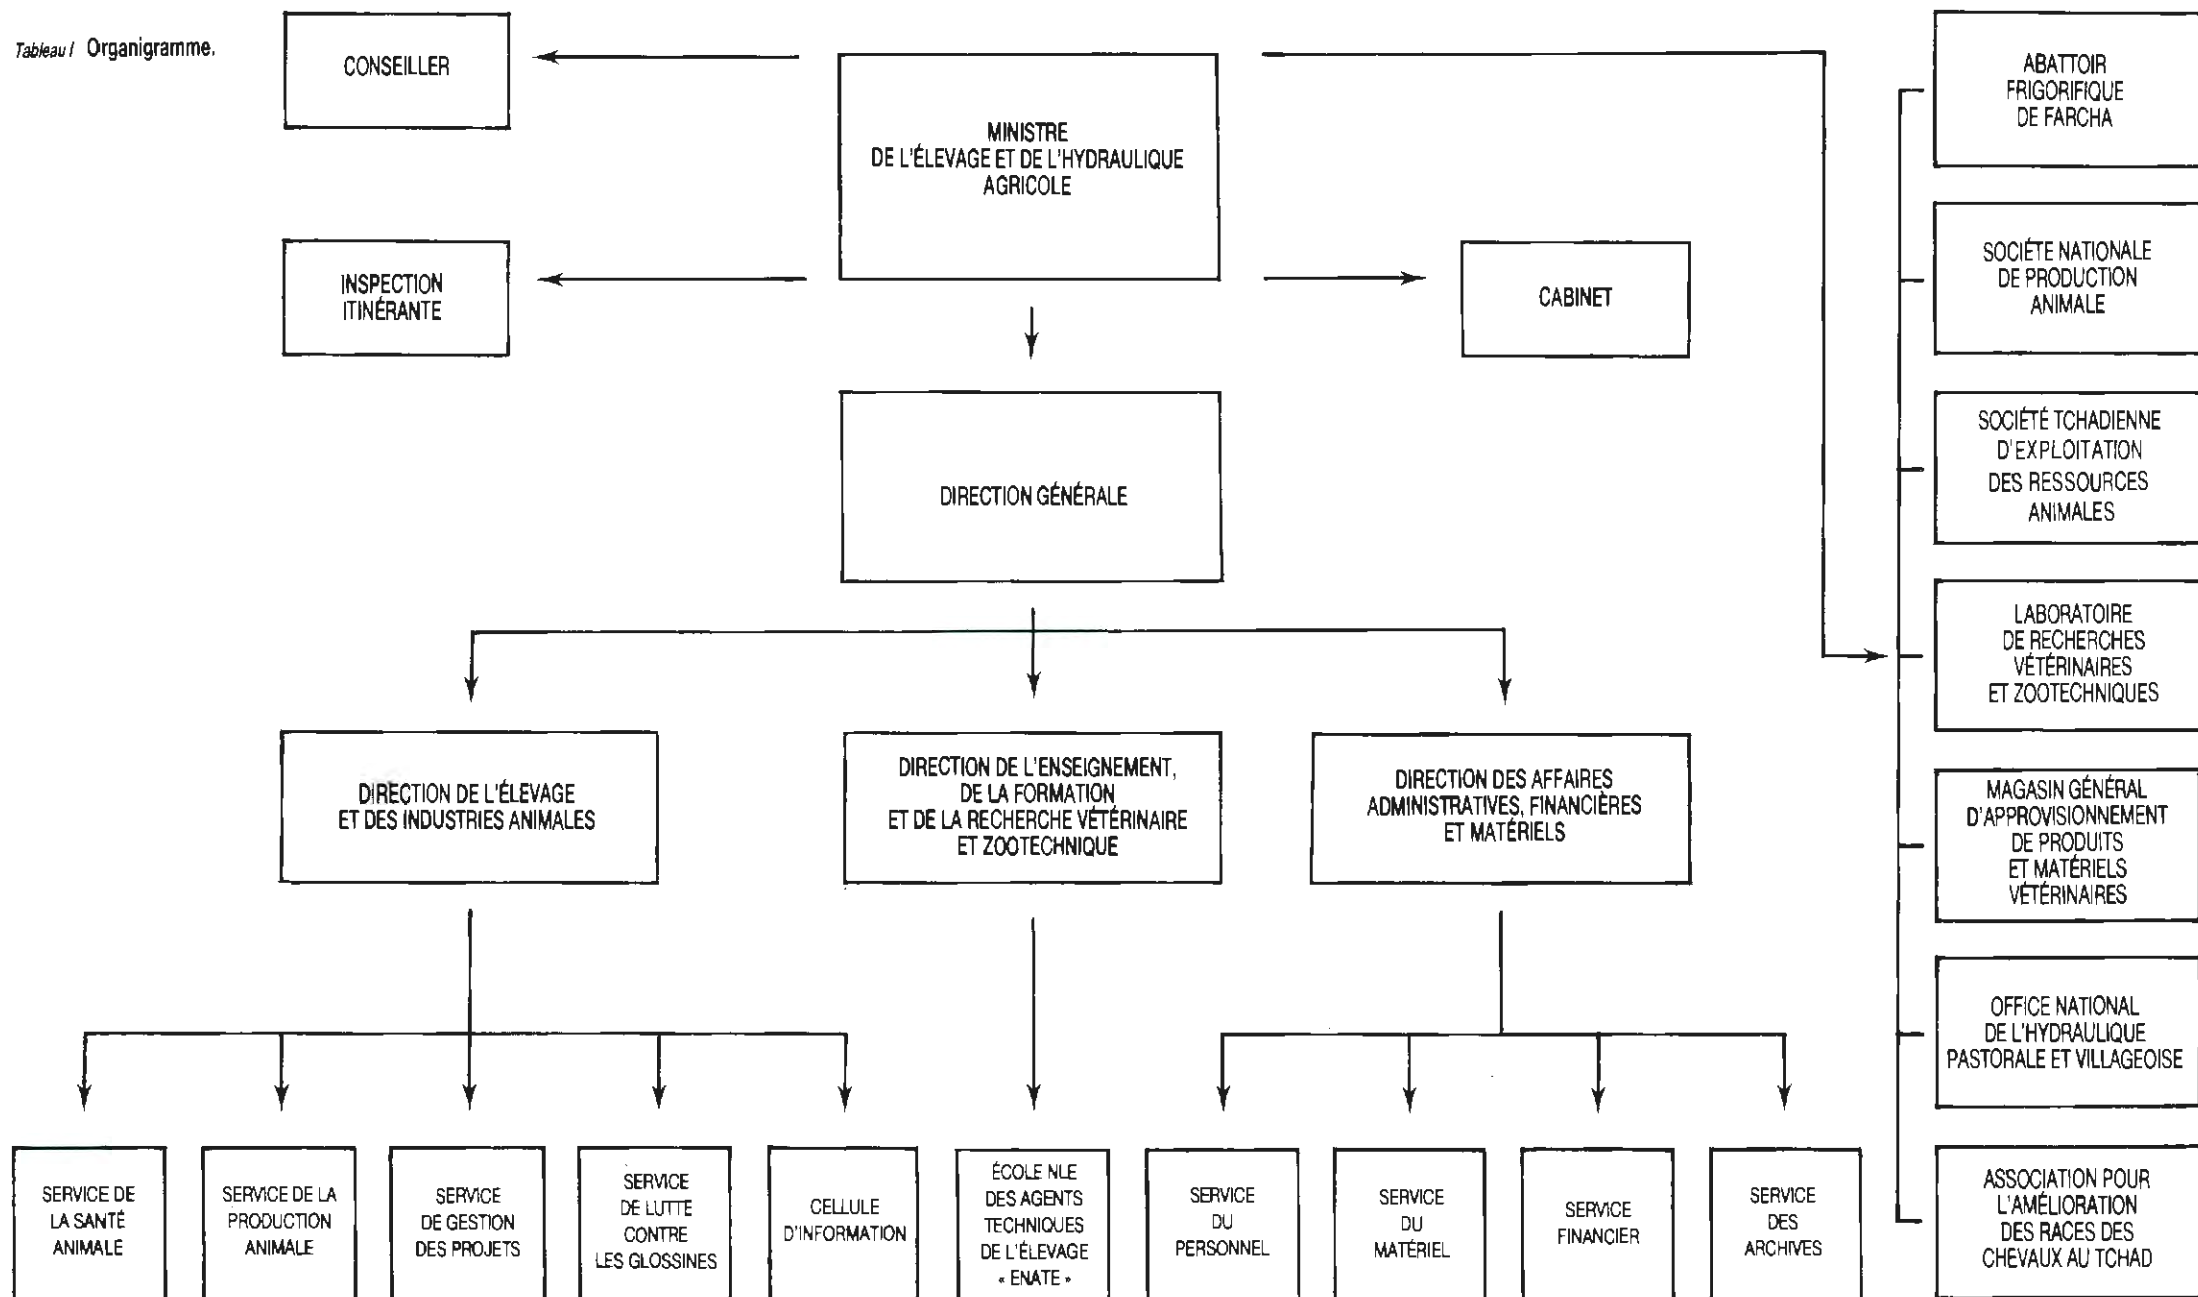 Tableau I Organigramme.
CONSEILLER
MINISTRE
DE L'ÉLEVAGE ET DE L'HYDRAULIQUE
AGRICOLE
INSPECTION
ITINÉRANTE
CABINET
DIRECTION GÉNÉRALE
DIRECTION DE L'ÉLEVAGE
ET DES INDUSTRIES ANIMALES
DIRECTION DE L'ENSEIGNEMENT,
DE LA FORMATION
ET DE LA RECHERCHE VÉTÉRINAIRE
ET ZOOTECHNIQUE
DIRECTION DES AFFAIRES
ADMINISTRATIVES, FINANCIÈRES
ET MATÉRIELS
SERVICE DE
LA SANTÉ
ANIMALE
SERVICE DE LA
PRODUCTION
ANIMALE
SERVICE
DE GESTION
DES PROJETS
SERVICE
DE LUTTE
CONTRE
LES GLOSSINES
CELLULE
D'INFORMATION
ÉCOLE NLE
DES AGENTS
TECHNIQUES
DE L'ÉLEVAGE
« ENATE »
SERVICE
DU
PERSONNEL
SERVICE
DU
MATÉRIEL
SERVICE
FINANCIER
SERVICE
DES
ARCHIVES
ABATTOIR
FRIGORIFIQUE
DE FARCHA
SOCIÉTE NATIONALE
DE PRODUCTION
ANIMALE
SOCIÉTÉ TCHADIENNE
D'EXPLOITATION
DES RESSOURCES
ANIMALES
LABORATOIRE
DE RECHERCHES
VÉTÉRINAIRES
ET ZOOTECHNIQUES
MAGASIN GÉNÉRAL
D'APPROVISIONNEMENT
DE PRODUITS
ET MATÉRIELS
VÉTÉRINAIRES
OFFICE NATIONAL
DE L'HYDRAULIQUE
PASTORALE ET VILLAGEOISE
ASSOCIATION POUR
L'AMÉLIORATION
DES RACES DES
CHEVAUX AU TCHAD